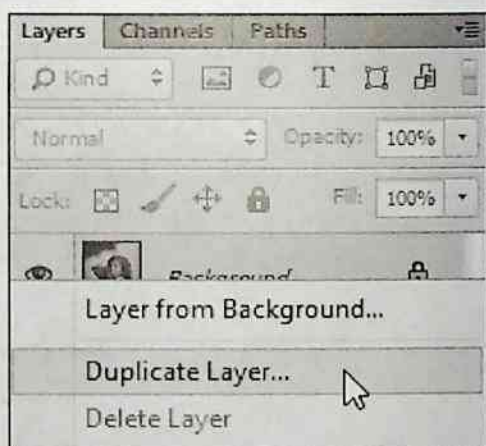 Layers Channels Paths
Kind T
Normal Opacity: 100%
Lock: Fill: 100%
Background
Layer from Background...
Duplicate Layer...
Delete Layer